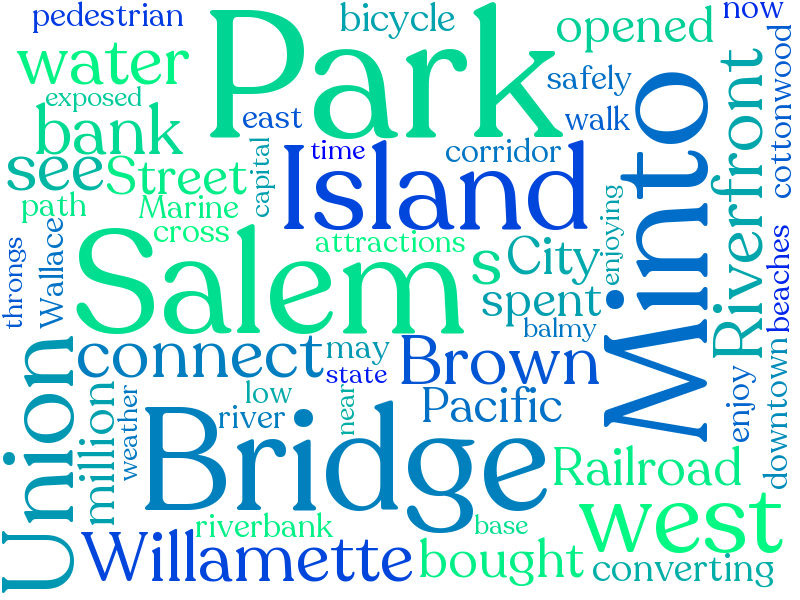 pedestrian
bicycle
now
Park
opened
water
safely
exposed
east
walk
bank
cottonwood
see
Street
capital
time
corridor
Island
Minto
Riverfront
path
Marine
cross
attractions
enjoying
throngs
Wallace
Salem
s
City
spent
balmy
beaches
connect
may
state
Brown
Union
million
weather
low
river
near
Pacific
enjoy
downtown
Bridge
Railroad
riverbank
base
west
Willamette
bought
converting